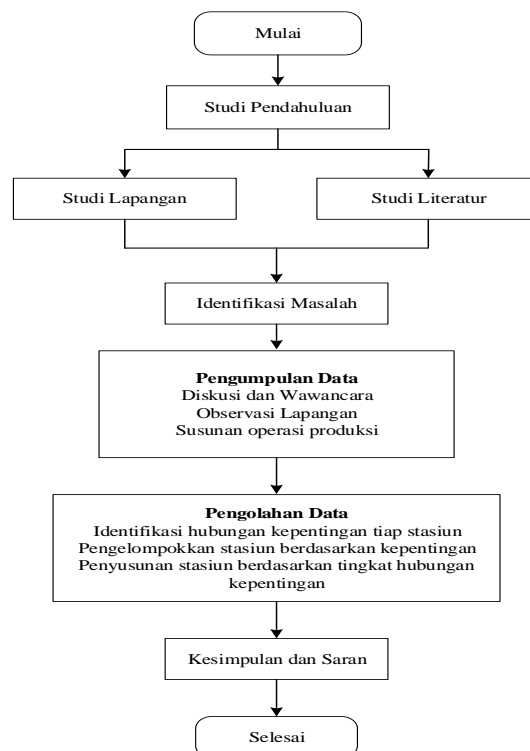 Mulai
Studi Pendahuluan
Studi Lapangan
Studi Literatur
Identifikasi Masalah
Pengumpulan Data
Diskusi dan Wawancara
Observasi Lapangan
Susunan operasi produksi
Pengolahan Data
Identifikasi hubungan kepentingan tiap stasiun
Pengelompokkan stasiun berdasarkan kepentingan
Penyusunan stasiun berdasarkan tingkat hubungan
kepentingan
Kesimpulan dan Saran
Selesai